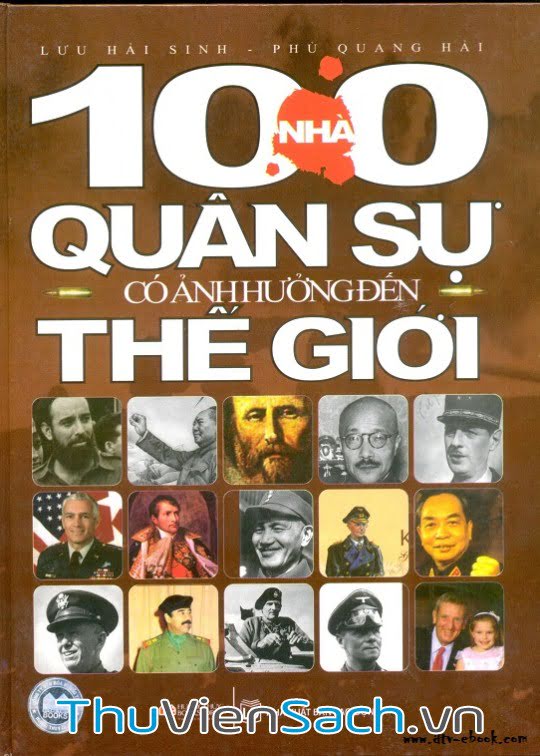 LƯU HẢI SINH - PHÙ QUANG HẢI
100
NHÀ
QUÂN SỰ
CÓ ẢNH HƯỞNG ĐẾN
THẾ GIỚI
BOOKS
ThuVienSach.vn
www.dtv-ebook.com